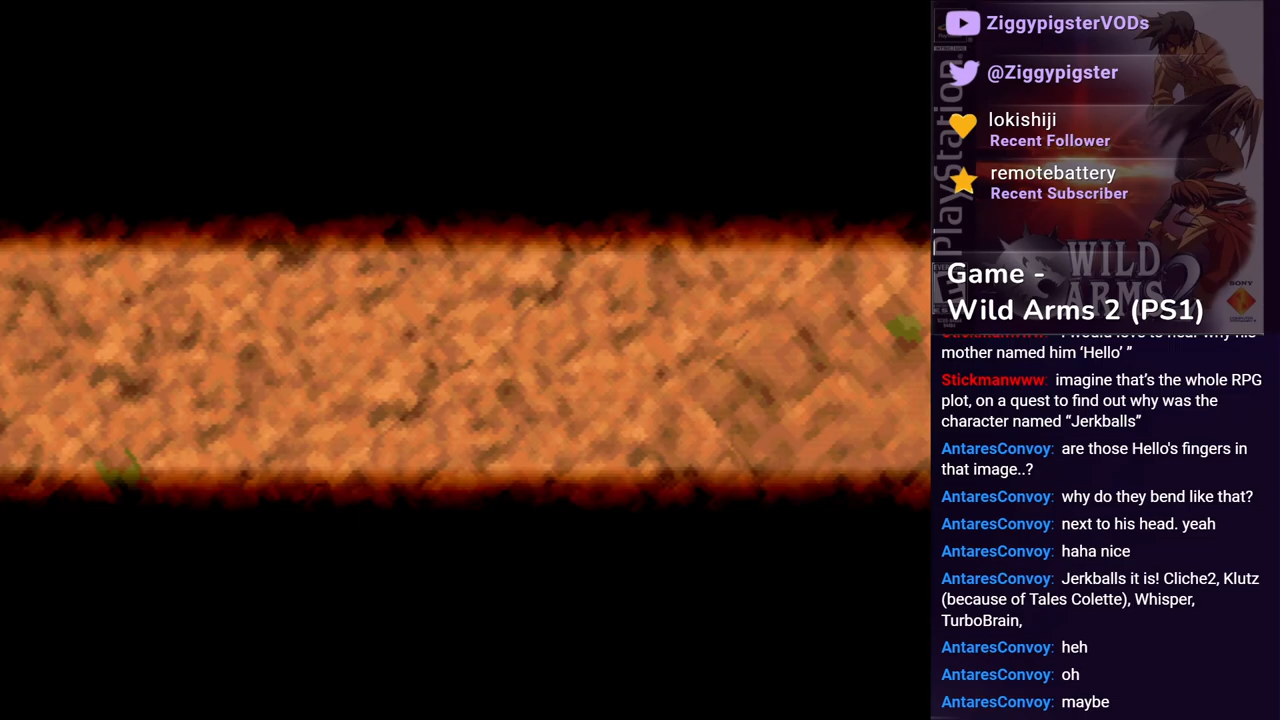 ZiggypigsterVODs
@Ziggypigster
lokishiji
Recent Follower
remotebattery
Recent Subscriber
PlayStation
WILD
ARMS 2
SONY
Game -
Wild Arms 2 (PS1)
mother named him ‘Hello’ ”
Stickmanwww: imagine that’s the whole RPG
plot, on a quest to find out why was the
character named “Jerkballs”
AntaresConvoy: are those Hello's fingers in
that image..?
AntaresConvoy: why do they bend like that?
AntaresConvoy: next to his head. yeah
AntaresConvoy: haha nice
AntaresConvoy: Jerkballs it is! Cliche2, Klutz
(because of Tales Colette), Whisper,
TurboBrain,
AntaresConvoy: heh
AntaresConvoy: oh
AntaresConvoy: maybe